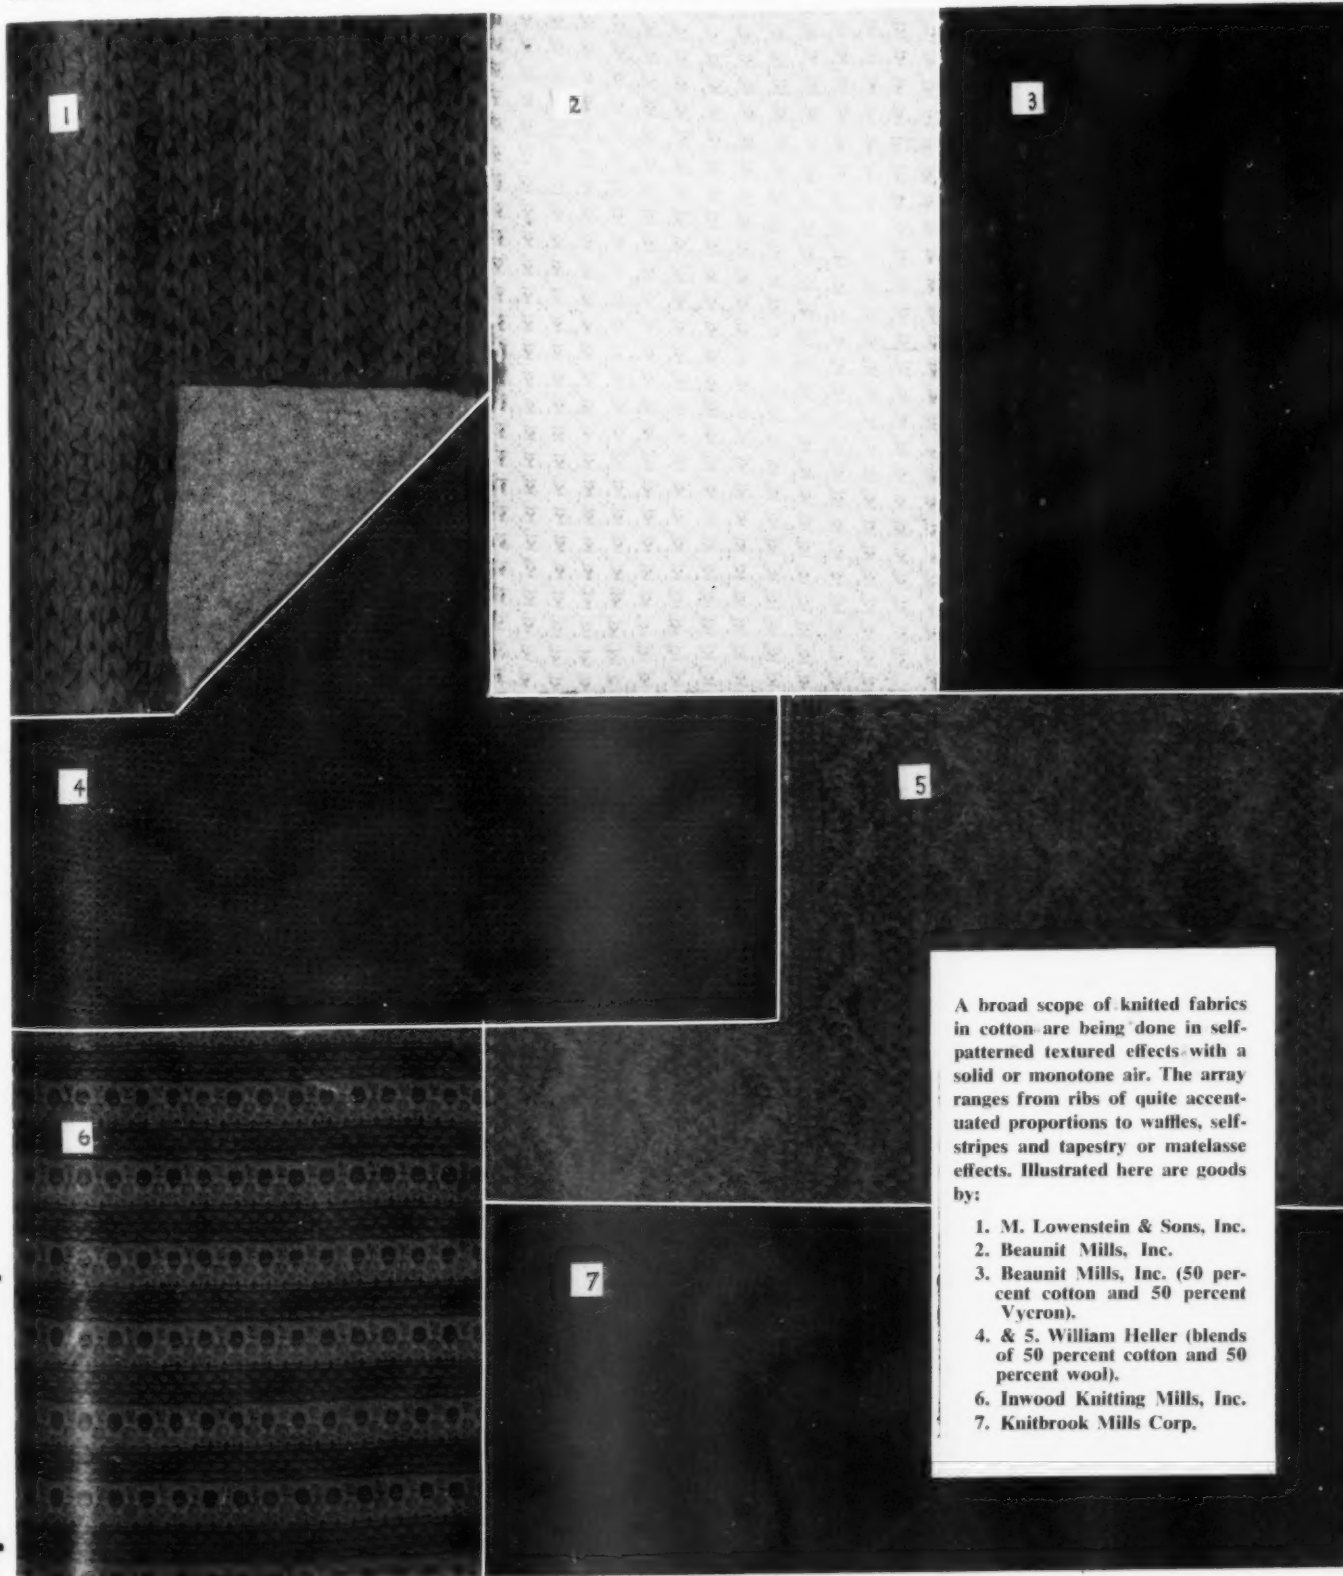 1
2
3
4
5
6
7
A broad scope of knitted fabrics
in cotton are being done in self-
patterned textured effects with a
solid or monotone air. The array
ranges from ribs of quite accent-
uated proportions to waffles, self-
stripes and tapestry or matelasse
effects. Illustrated here are goods
by:
1. M. Lowenstein & Sons, Inc.
2. Beaunit Mills, Inc.
3. Beaunit Mills, Inc. (50 per-
cent cotton and 50 percent
Vycron).
4. & 5. William Heller (blends
of 50 percent cotton and 50
percent wool).
6. Inwood Knitting Mills, Inc.
7. Knitbrook Mills Corp.